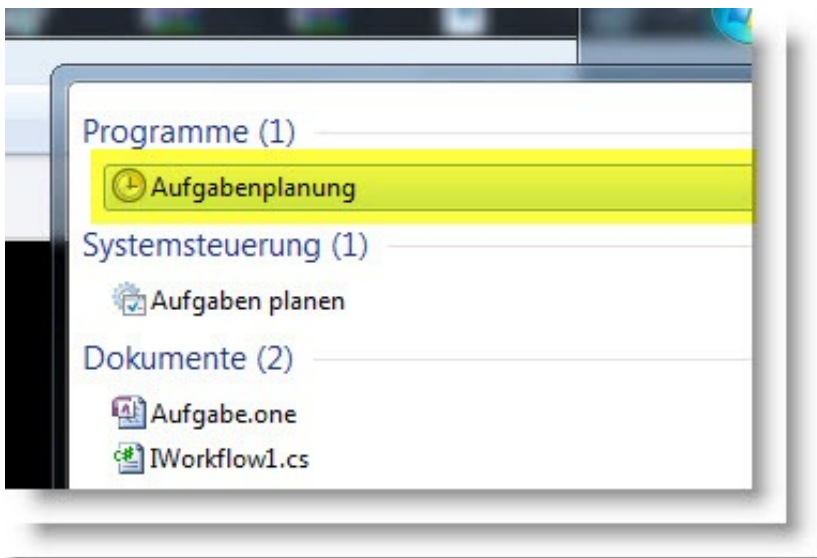 Programme (1)
Aufgabenplanung
Systemsteuerung (1)
Aufgaben planen
Dokumente (2)
Aufgabe.one
IWorkflow1.cs